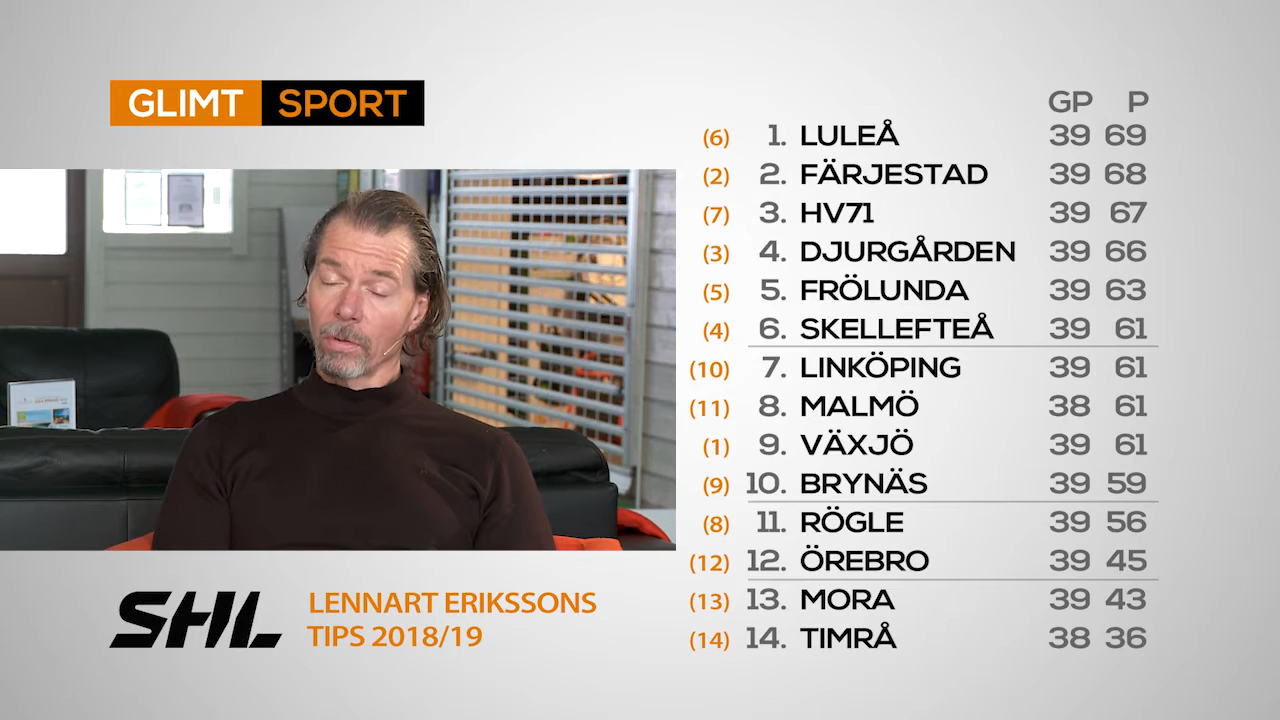 GLIMT SPORT
GP P
(6) 1. LULEÅ 39 69
(2) 2. FÄRJESTAD 39 68
(7) 3. HV71 39 67
(3) 4. DJURGÅRDEN 39 66
(5) 5. FRÖLUNDA 39 63
(4) 6. SKELLEFTEÅ 39 61
(10) 7. LINKÖPING 39 61
(11) 8. MALMÖ 38 61
(1) 9. VÄXJÖ 39 61
(9) 10. BRYNÄS 39 59
(8) 11. RÖGLE 39 56
(12) 12. ÖREBRO 39 45
(13) 13. MORA 39 43
(14) 14. TIMRÅ 38 36
SHL
LENNART ERIKSSONS
TIPS 2018/19